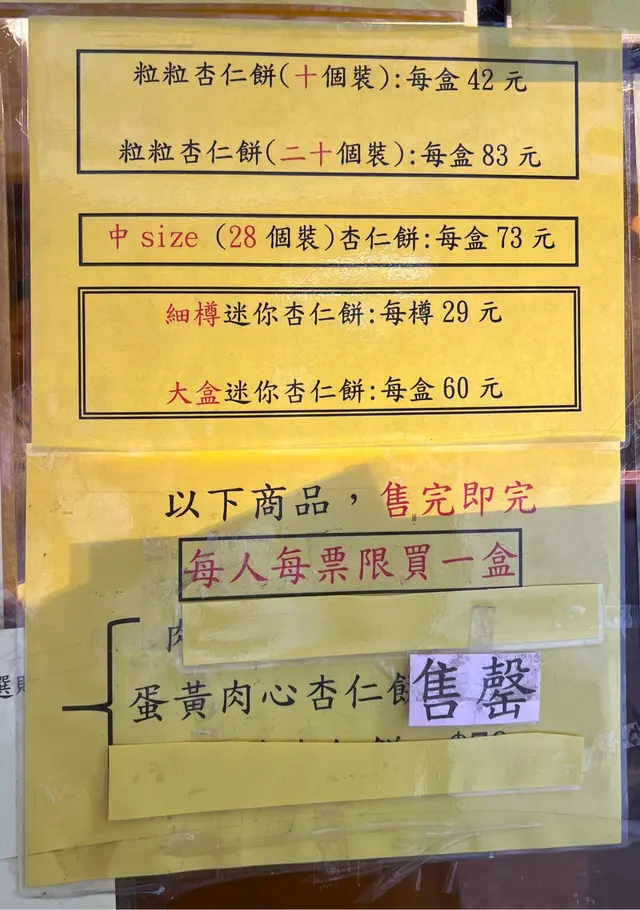 粒粒杏仁餅(十個裝):每盒 42 元
粒粒杏仁餅(二十個裝):每盒 83 元
中 size (28 個裝)杏仁餅:每盒 73 元
細樽迷你杏仁餅:每樽 29 元
大盒迷你杏仁餅:每盒 60 元
以下商品，售完即完
每人每票限買一盒
蛋黃肉心杏仁餅 售罄
選